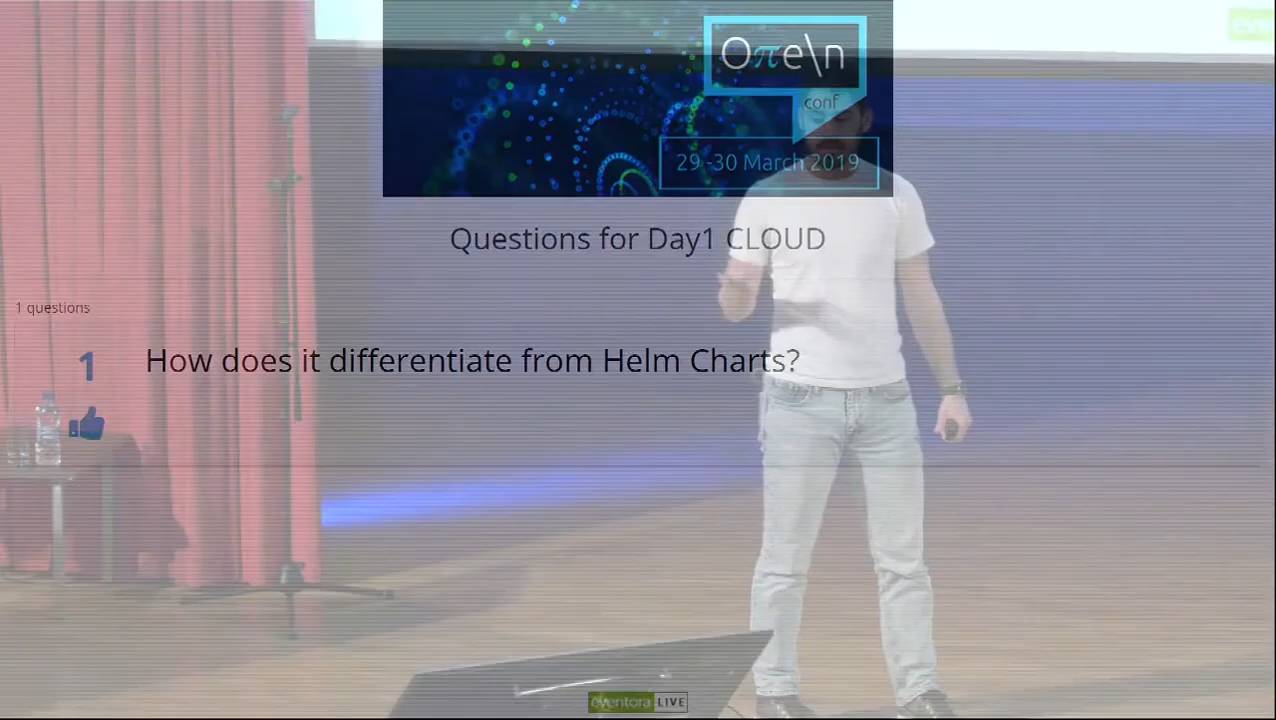 Oπe\n
conf
29 -30 March 2019
Questions for Day1 CLOUD
1 questions
1
How does it differentiate from Helm Charts?
eventora LIVE